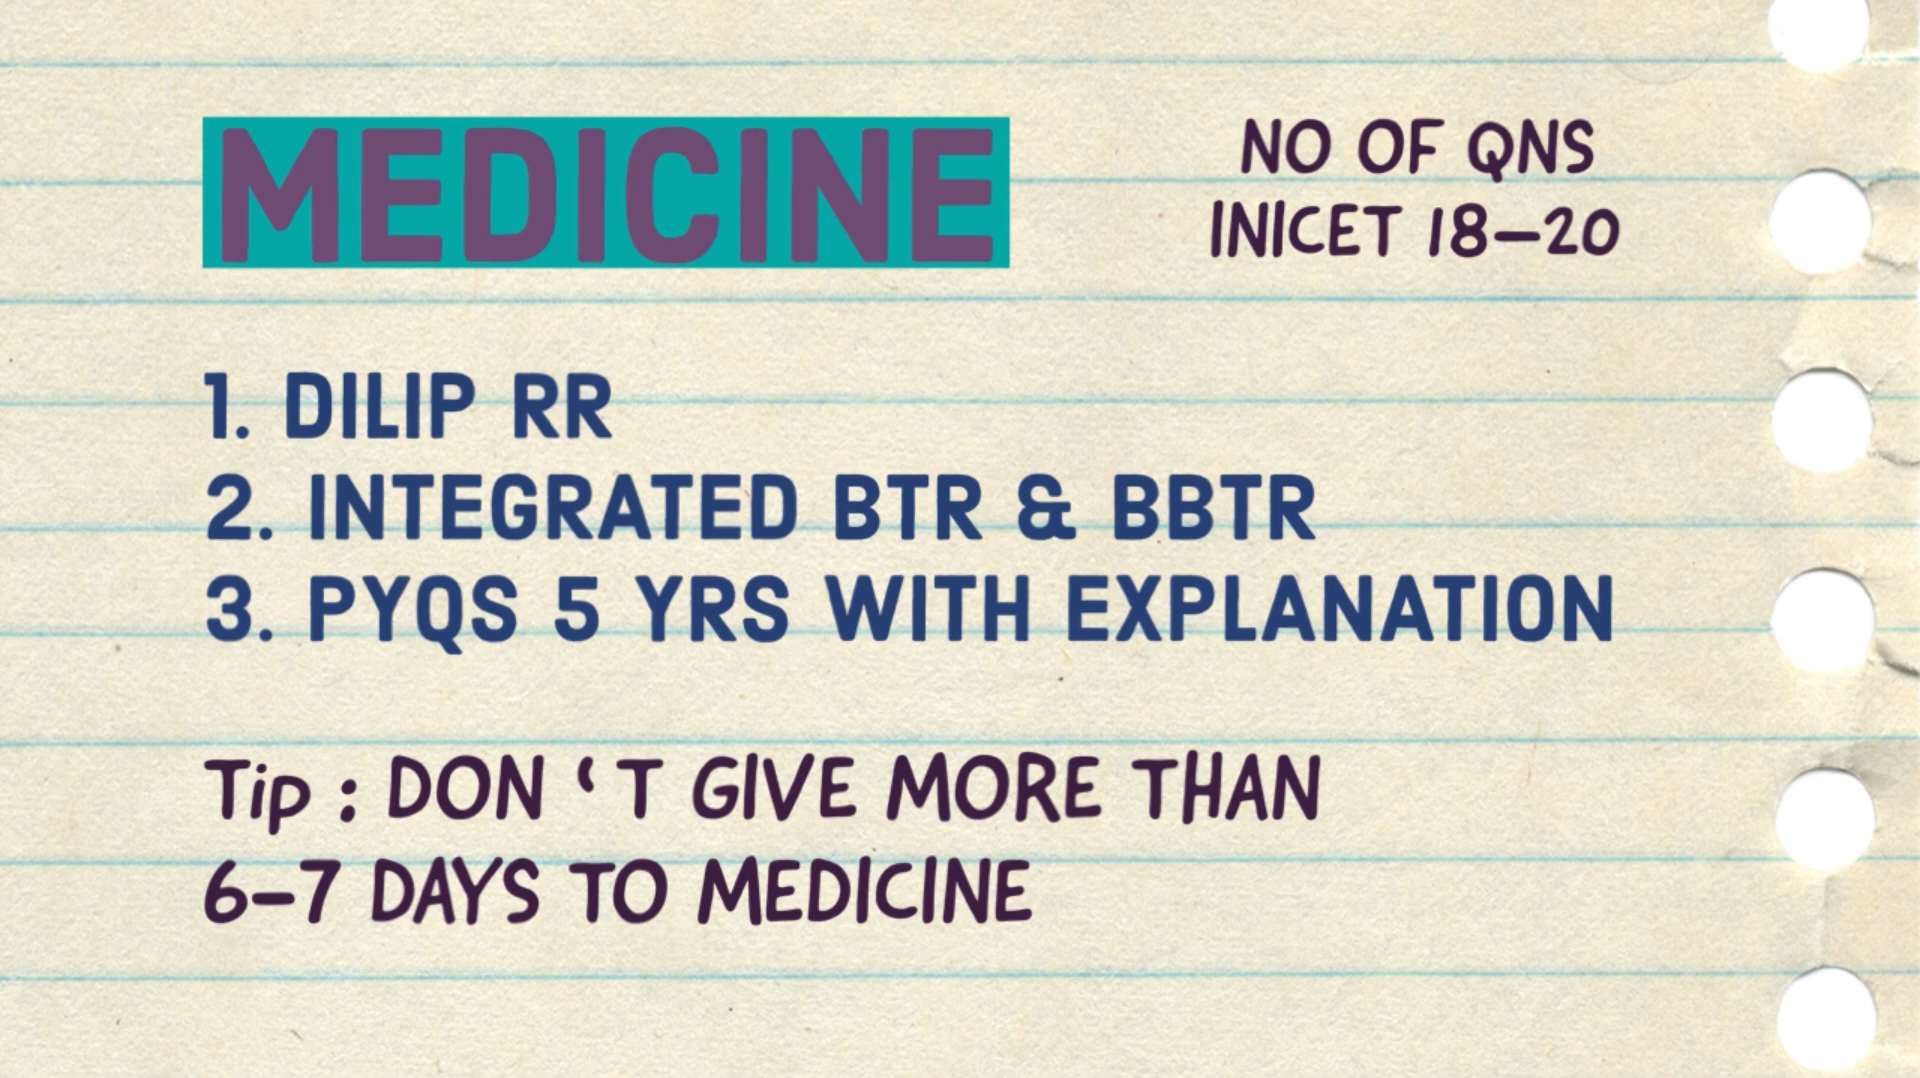 MEDICINE
NO OF QNS
INICET 18-20
1. DILIP RR
2. INTEGRATED BTR & BBTR
3. PYQS 5 YRS WITH EXPLANATION
Tip : DON ‘ T GIVE MORE THAN
6-7 DAYS TO MEDICINE